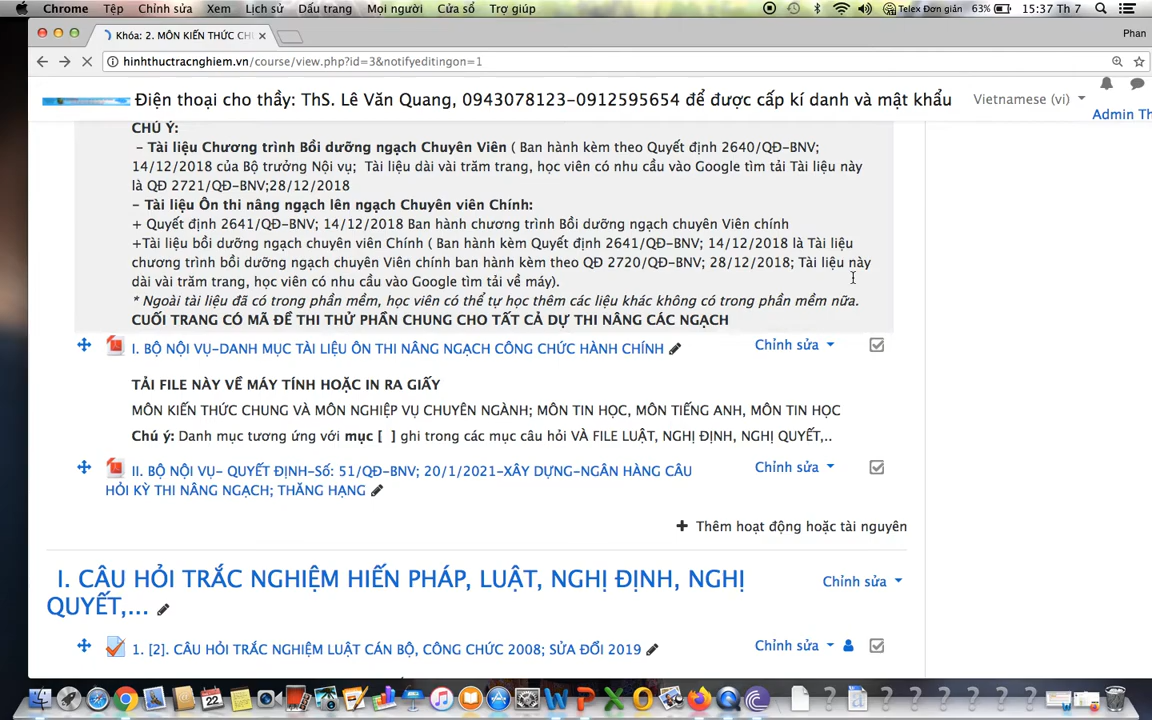 Chrome Tệp Chỉnh sửa Xem Lịch sử Dấu trang Mọi người Cửa sổ Trợ giúp Telex Đơn giản 63% 15:37 Th 7
Khóa: 2. MÔN KIẾN THỨC CHU Phan
hinhthuctracnghiem.vn/course/view.php?id=3&notifyeditingon=1
Điện thoại cho thầy: ThS. Lê Văn Quang, 0943078123-0912595654 để được cấp kí danh và mật khẩu Vietnamese (vi)
Admin Th
CHÚ Ý:
- Tài liệu Chương trình Bồi dưỡng ngạch Chuyên Viên ( Ban hành kèm theo Quyết định 2640/QĐ-BNV;
14/12/2018 của Bộ trưởng Nội vụ; Tài liệu dài vài trăm trang, học viên có nhu cầu vào Google tìm tải Tài liệu này
là QĐ 2721/QĐ-BNV;28/12/2018
- Tài liệu Ôn thi nâng ngạch lên ngạch Chuyên viên Chính:
+ Quyết định 2641/QĐ-BNV; 14/12/2018 Ban hành chương trình Bồi dưỡng ngạch chuyên Viên chính
+Tài liệu bồi dưỡng ngạch chuyên viên Chính ( Ban hành kèm Quyết định 2641/QĐ-BNV; 14/12/2018 là Tài liệu
chương trình bồi dưỡng ngạch chuyên Viên chính ban hành kèm theo QĐ 2720/QĐ-BNV; 28/12/2018; Tài liệu này
dài vài trăm trang, học viên có nhu cầu vào Google tìm tải về máy).
* Ngoài tài liệu đã có trong phần mềm, học viên có thể tự học thêm các liệu khác không có trong phần mềm nữa.
CUỐI TRANG CÓ MÃ ĐỀ THI THỬ PHẦN CHUNG CHO TẤT CẢ DỰ THI NÂNG CÁC NGẠCH
I. BỘ NỘI VỤ-DANH MỤC TÀI LIỆU ÔN THI NÂNG NGẠCH CÔNG CHỨC HÀNH CHÍNH Chỉnh sửa
TẢI FILE NÀY VỀ MÁY TÍNH HOẶC IN RA GIẤY
MÔN KIẾN THỨC CHUNG VÀ MÔN NGHIỆP VỤ CHUYÊN NGÀNH; MÔN TIN HỌC, MÔN TIẾNG ANH, MÔN TIN HỌC
Chú ý: Danh mục tương ứng với mục [ ] ghi trong các mục câu hỏi VÀ FILE LUẬT, NGHỊ ĐỊNH, NGHỊ QUYẾT,..
II. BỘ NỘI VỤ- QUYẾT ĐỊNH-Số: 51/QĐ-BNV; 20/1/2021-XÂY DỰNG-NGÂN HÀNG CÂU Chỉnh sửa
HỎI KỲ THI NÂNG NGẠCH; THĂNG HẠNG
Thêm hoạt động hoặc tài nguyên
I. CÂU HỎI TRẮC NGHIỆM HIẾN PHÁP, LUẬT, NGHỊ ĐỊNH, NGHỊ Chỉnh sửa
QUYẾT,...
1. [2]. CÂU HỎI TRẮC NGHIỆM LUẬT CÁN BỘ, CÔNG CHỨC 2008; SỬA ĐỔI 2019 Chỉnh sửa